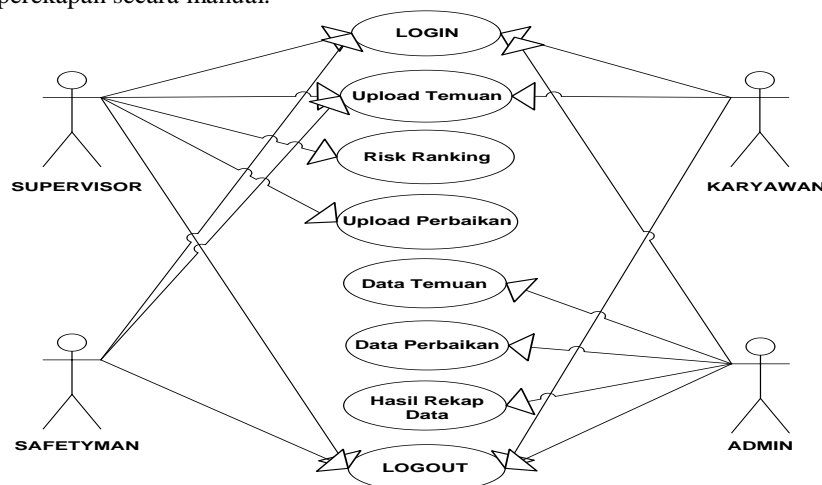 perekapan secara manual.
LOGIN
Upload Temuan
Risk Ranking
SUPERVISOR
KARYAWAN
Upload Perbaikan
Data Temuan
Data Perbaikan
Hasil Rekap
Data
SAFETYMAN
ADMIN
LOGOUT